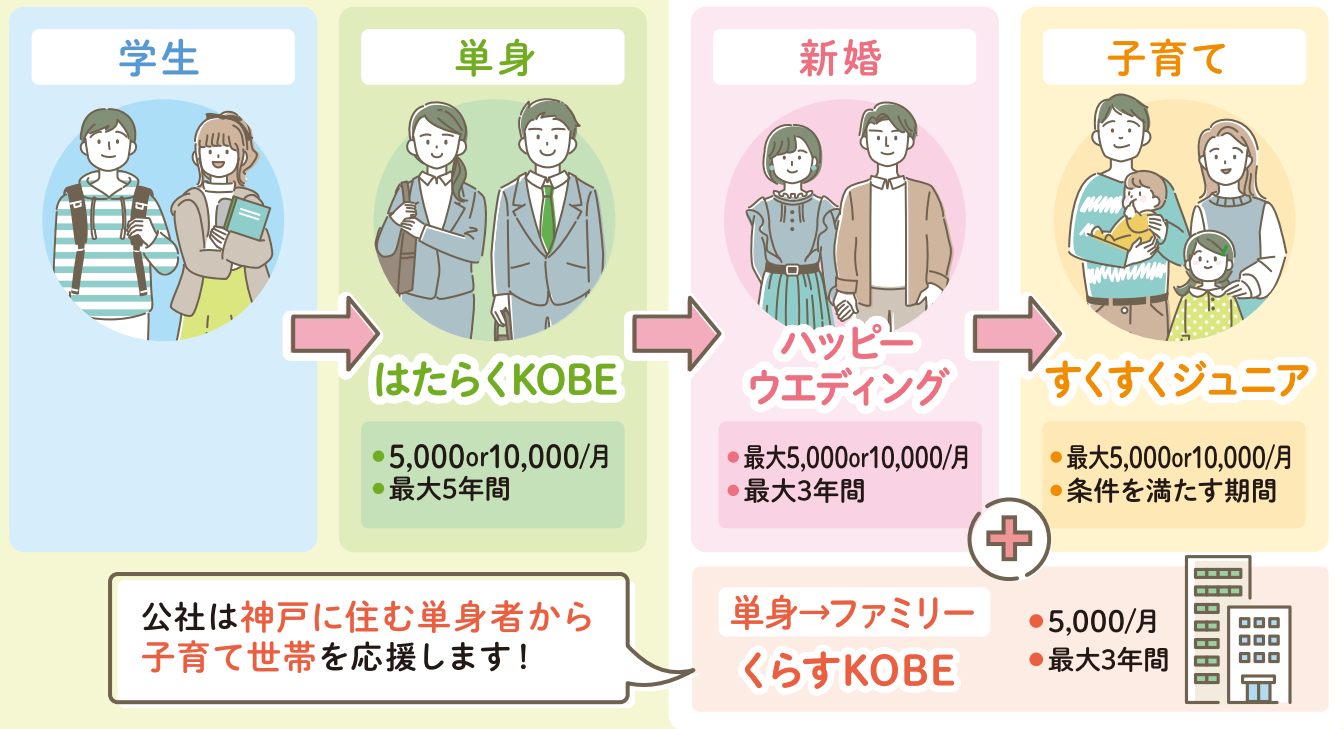 学生
単身
はたらくKOBE
●5,000or10,000/月
●最大5年間
新婚
ハッピー
ウエディング
●最大5,000or10,000/月
●最大3年間
子育て
すくすくジュニア
●最大5,000or10,000/月
●条件を満たす期間
公社は神戸に住む単身者から
子育て世帯を応援します!
単身→ファミリー
くらすKOBE
●5,000/月
●最大3年間